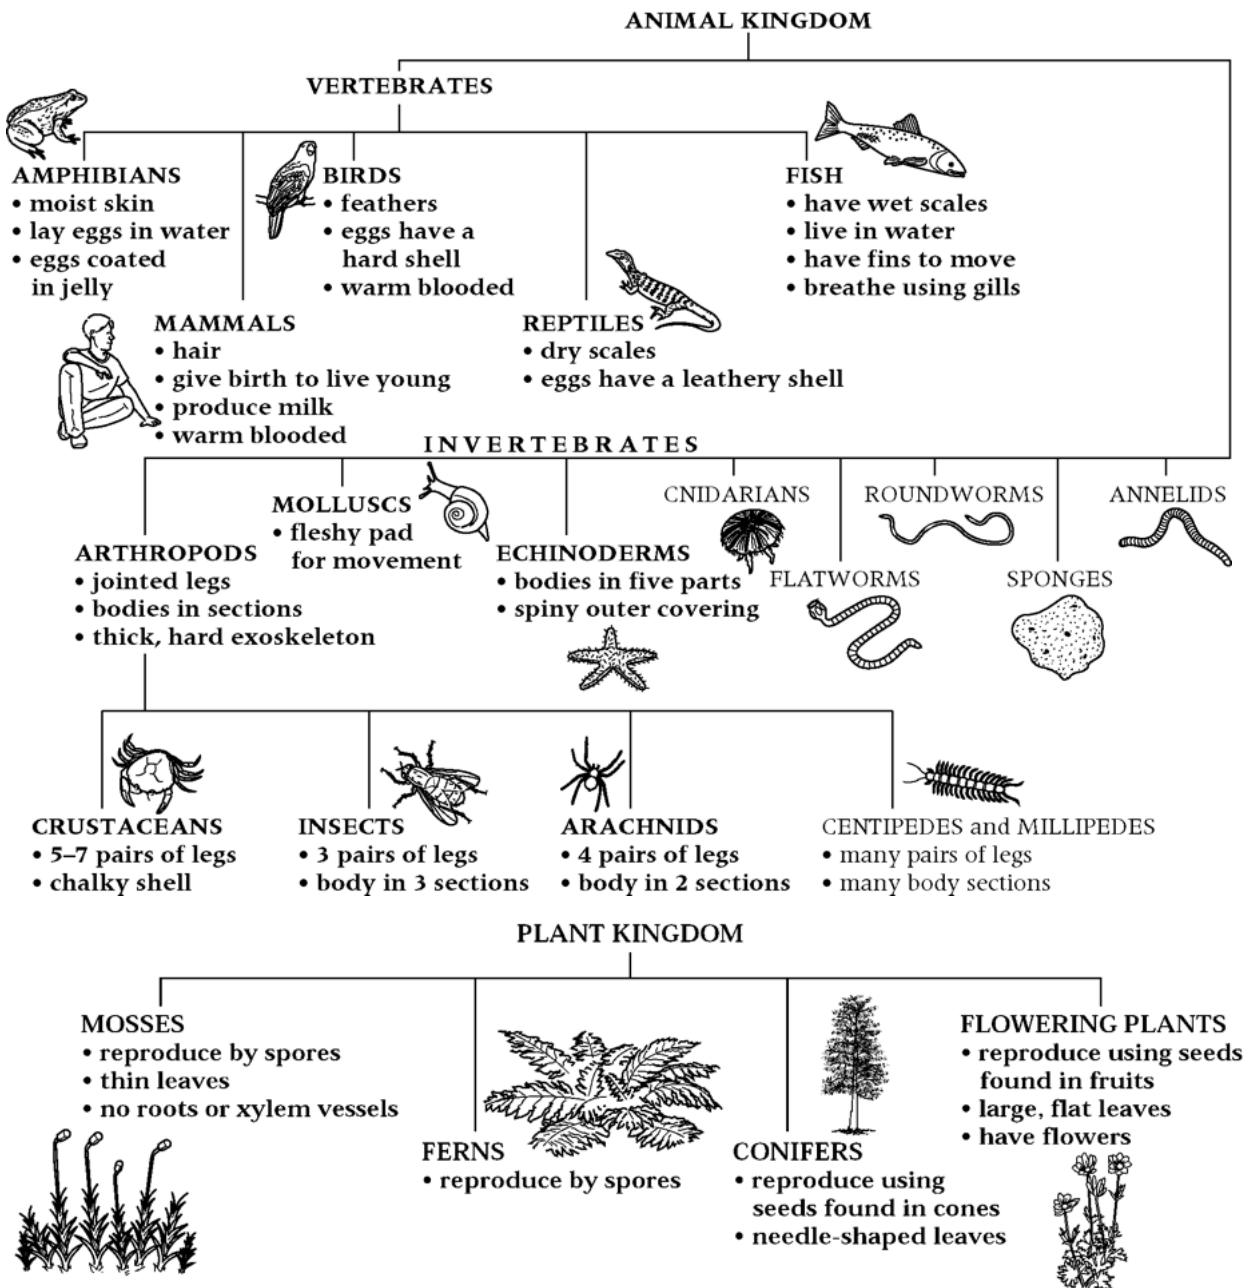 ANIMAL KINGDOM
VERTEBRATES
AMPHIBIANS
• moist skin
• lay eggs in water
• eggs coated
in jelly
BIRDS
• feathers
• eggs have a
hard shell
• warm blooded
FISH
• have wet scales
• live in water
• have fins to move
• breathe using gills
MAMMALS
• hair
• give birth to live young
• produce milk
• warm blooded
REPTILES
• dry scales
• eggs have a leathery shell
INVERTEBRATES
ARTHROPODS
• jointed legs
• bodies in sections
• thick, hard exoskeleton
MOLLUSCS
• fleshy pad
for movement
ECHINODERMS
• bodies in five parts
• spiny outer covering
CNIDARIANS
FLATWORMS
ROUNDWORMS
SPONGES
ANNELIDS
CRUSTACEANS
• 5–7 pairs of legs
• chalky shell
INSECTS
• 3 pairs of legs
• body in 3 sections
ARACHNIDS
• 4 pairs of legs
• body in 2 sections
CENTIPEDES and MILLIPEDES
• many pairs of legs
• many body sections
PLANT KINGDOM
MOSSES
• reproduce by spores
• thin leaves
• no roots or xylem vessels
FERNS
• reproduce by spores
CONIFERS
• reproduce using
seeds found in cones
• needle-shaped leaves
FLOWERING PLANTS
• reproduce using seeds
found in fruits
• large, flat leaves
• have flowers